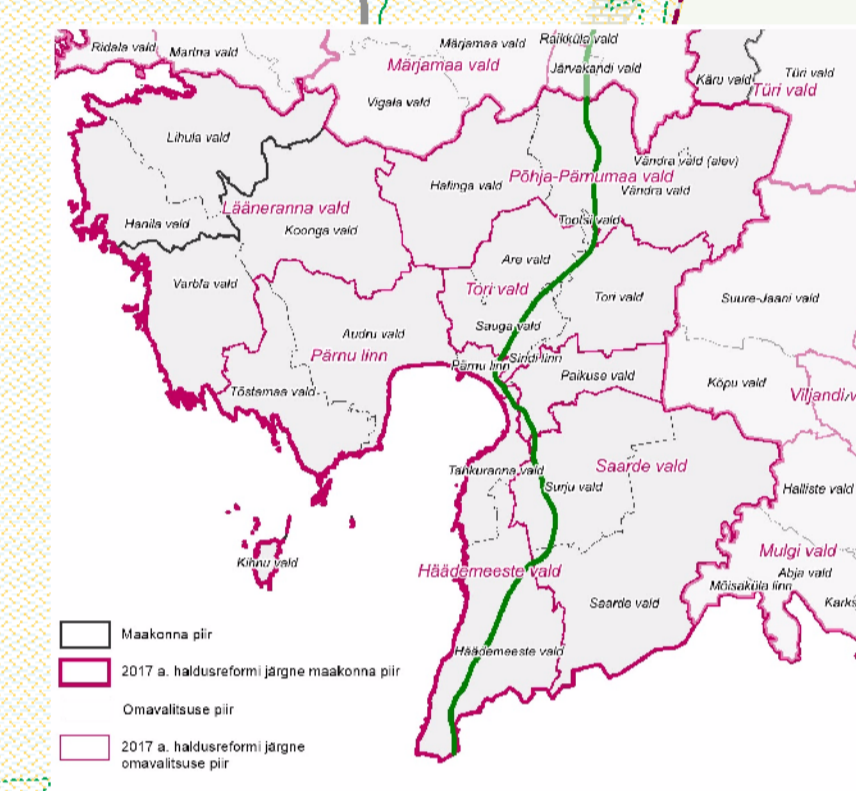 Ridala vald
Martna vald
Märjamaa vald
Raikküla vald
Märjamaa vald
Järvakandi vald
Käru vald
Türi vald
Türi vald
Vigala vald
Lihula vald
Vändra vald (alev)
Halinga vald
Põhja-Pärnumaa vald
Vändra vald
Lääneranna vald
Hanila vald
Koonga vald
Tootsi vald
Are vald
Varbla vald
Tori vald
Tori vald
Suure-Jaani vald
Sauga vald
Audru vald
Pärnu linn
Sindi linn
Pärnu linn
Paikuse vald
Kõpu vald
Tõstamaa vald
Viljandi v
Tahkuranna vald
Saarde vald
Surju vald
Halliste vald
Kihnu vald
Häädemeeste vald
Mulgi vald
Abja vald
Mõisaküla linn
Saarde vald
Karks
Häädemeeste vald
Maakonna piir
2017 a. haldusreformi järgne maakonna piir
Omavalitsuse piir
2017 a. haldusreformi järgne
omavalitsuse piir